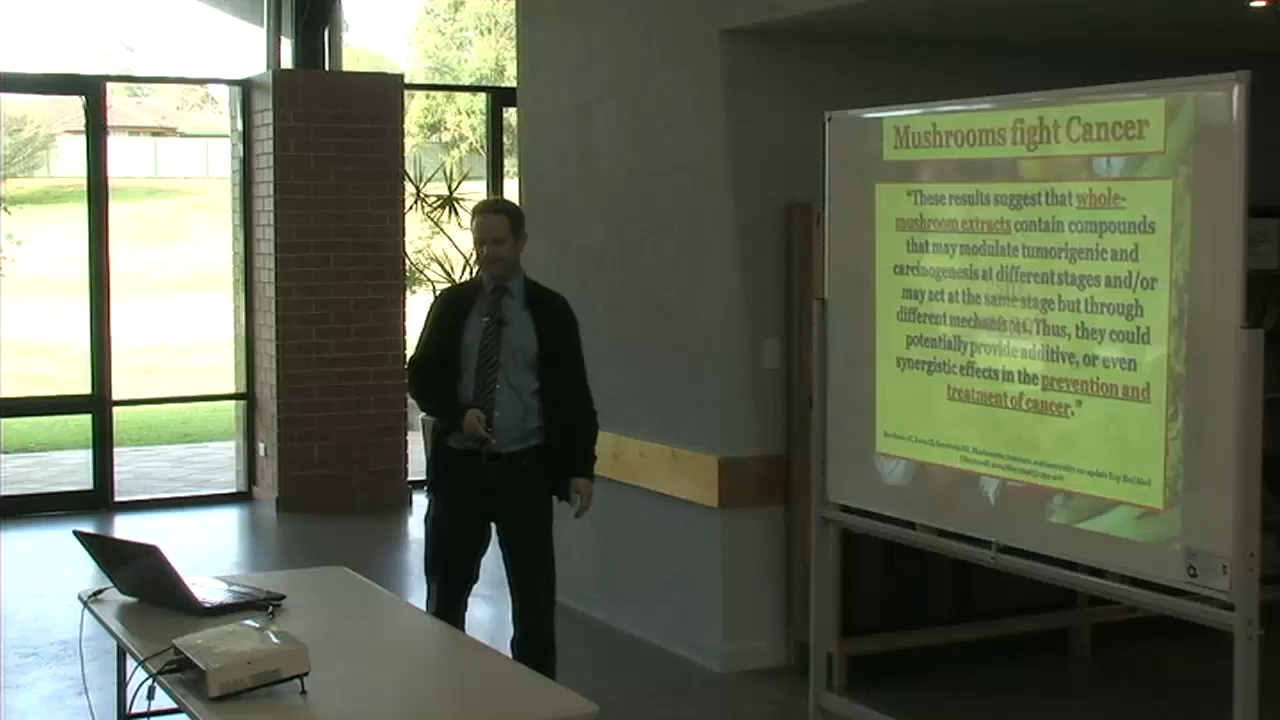 Mushrooms fight Cancer
"These results suggest that whole-
mushroom extracts contain compounds
that may modulate tumorigenic and
carcinogenesis at different stages and/or
may act at the same stage but through
different mechanisms. Thus, they could
potentially provide additive, or even
synergistic effects in the prevention and
treatment of cancer."